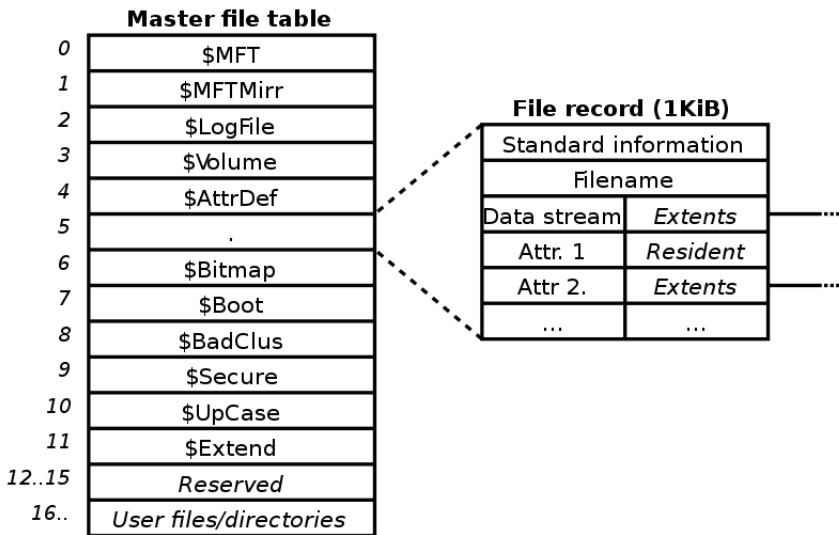 Master file table
0 $MFT
1 $MFTMirr
2 $LogFile
3 $Volume
4 $AttrDef
5 .
6 $Bitmap
7 $Boot
8 $BadClus
9 $Secure
10 $UpCase
11 $Extend
12..15 Reserved
16.. User files/directories
File record (1KiB)
Standard information
Filename
Data stream Extents
Attr. 1 Resident
Attr 2. Extents
... ...